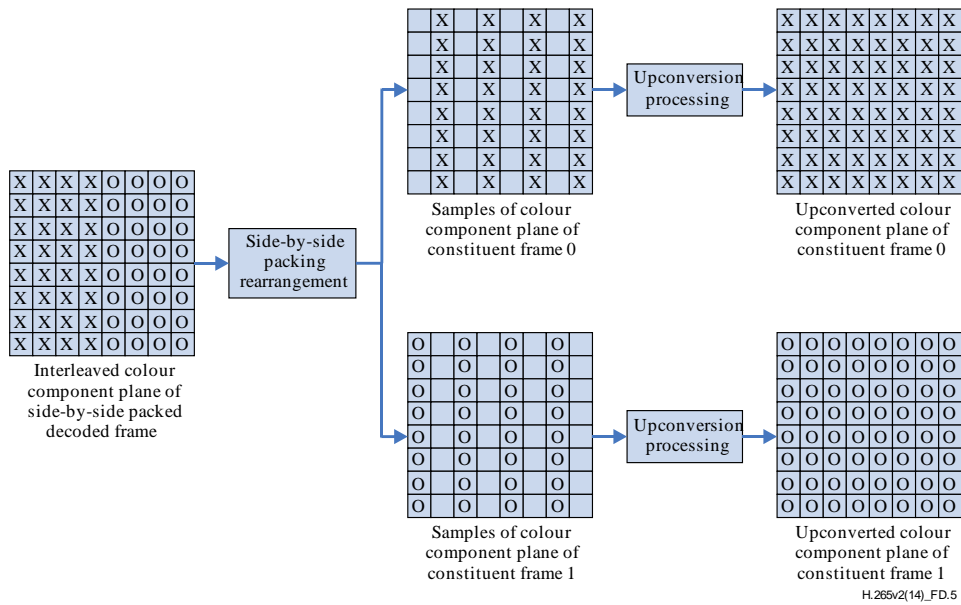 X X X X O O O O
X X X X O O O O
X X X X O O O O
X X X X O O O O
X X X X O O O O
X X X X O O O O
X X X X O O O O
X X X X O O O O
Interleaved colour
component plane of
side-by-side packed
decoded frame
Side-by-side
packing
rearrangement
X X X X
X X X X
X X X X
X X X X
X X X X
X X X X
X X X X
X X X X
Samples of colour
component plane of
constituent frame 0
Upconversion
processing
X X X X X X X X
X X X X X X X X
X X X X X X X X
X X X X X X X X
X X X X X X X X
X X X X X X X X
X X X X X X X X
X X X X X X X X
Upconverted colour
component plane of
constituent frame 0
O O O O
O O O O
O O O O
O O O O
O O O O
O O O O
O O O O
O O O O
Samples of colour
component plane of
constituent frame 1
Upconversion
processing
O O O O O O O O
O O O O O O O O
O O O O O O O O
O O O O O O O O
O O O O O O O O
O O O O O O O O
O O O O O O O O
O O O O O O O O
Upconverted colour
component plane of
constituent frame 1
H.265v2(14)_FD.5